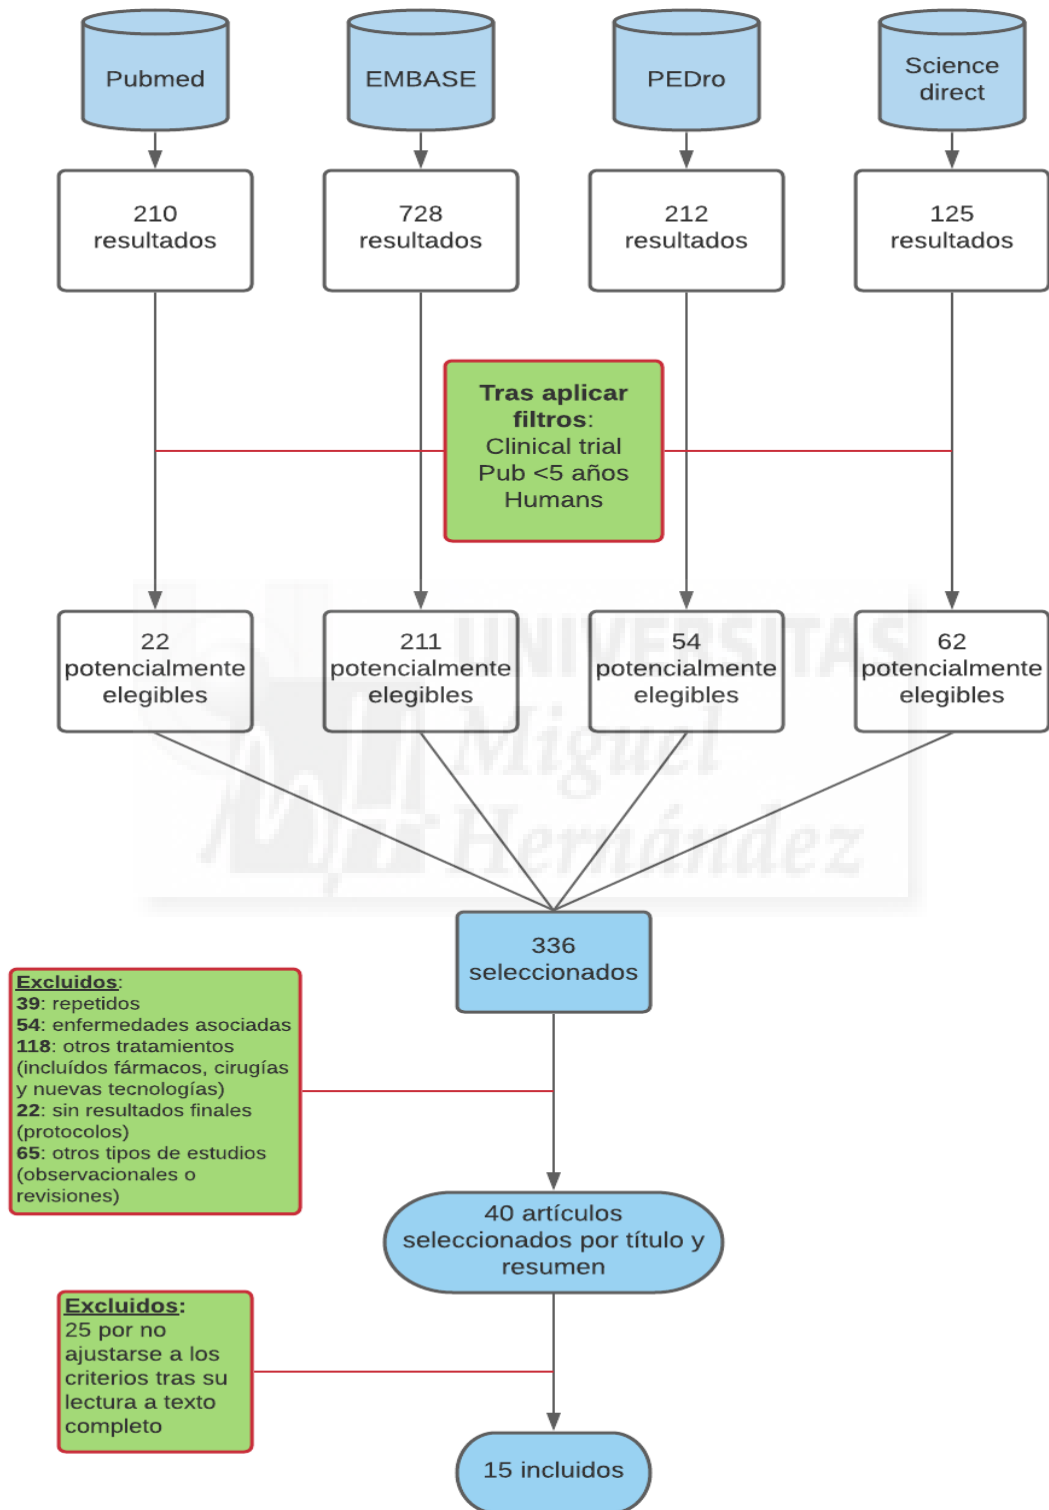 Pubmed
EMBASE
PEDro
Science
direct
210
resultados
728
resultados
212
resultados
125
resultados
Tras aplicar
filtros:
Clinical trial
Pub <5 años
Humans
22
potencialmente
elegibles
211
potencialmente
elegibles
54
potencialmente
elegibles
62
potencialmente
elegibles
UNIVERSITAS
Miguel
Hernández
336
seleccionados
Excluidos:
39: repetidos
54: enfermedades asociadas
118: otros tratamientos
(incluídos fármacos, cirugías
y nuevas tecnologías)
22: sin resultados finales
(protocolos)
65: otros tipos de estudios
(observacionales o
revisiones)
40 artículos
seleccionados por título y
resumen
Excluidos:
25 por no
ajustarse a los
criterios tras su
lectura a texto
completo
15 incluidos